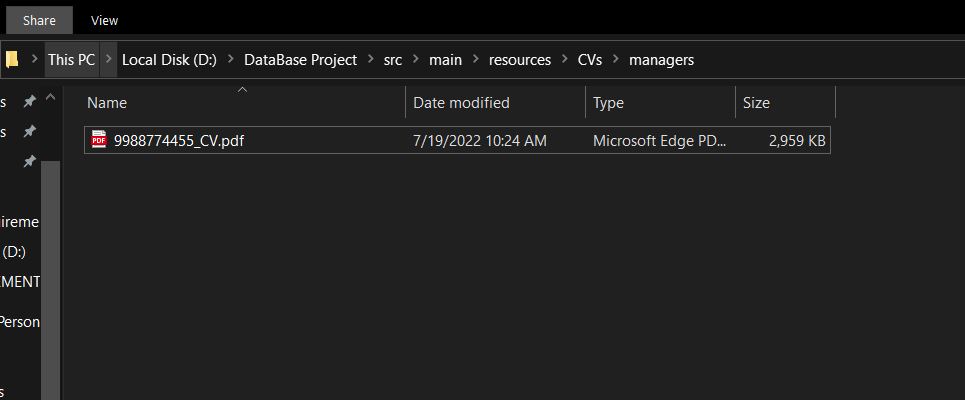 Share View
This PC Local Disk (D:) DataBase Project src main resources CVs managers
Name Date modified Type Size
9988774455_CV.pdf 7/19/2022 10:24 AM Microsoft Edge PD... 2,959 KB
s
s
ireme
(D:)
EMENT
Person
s